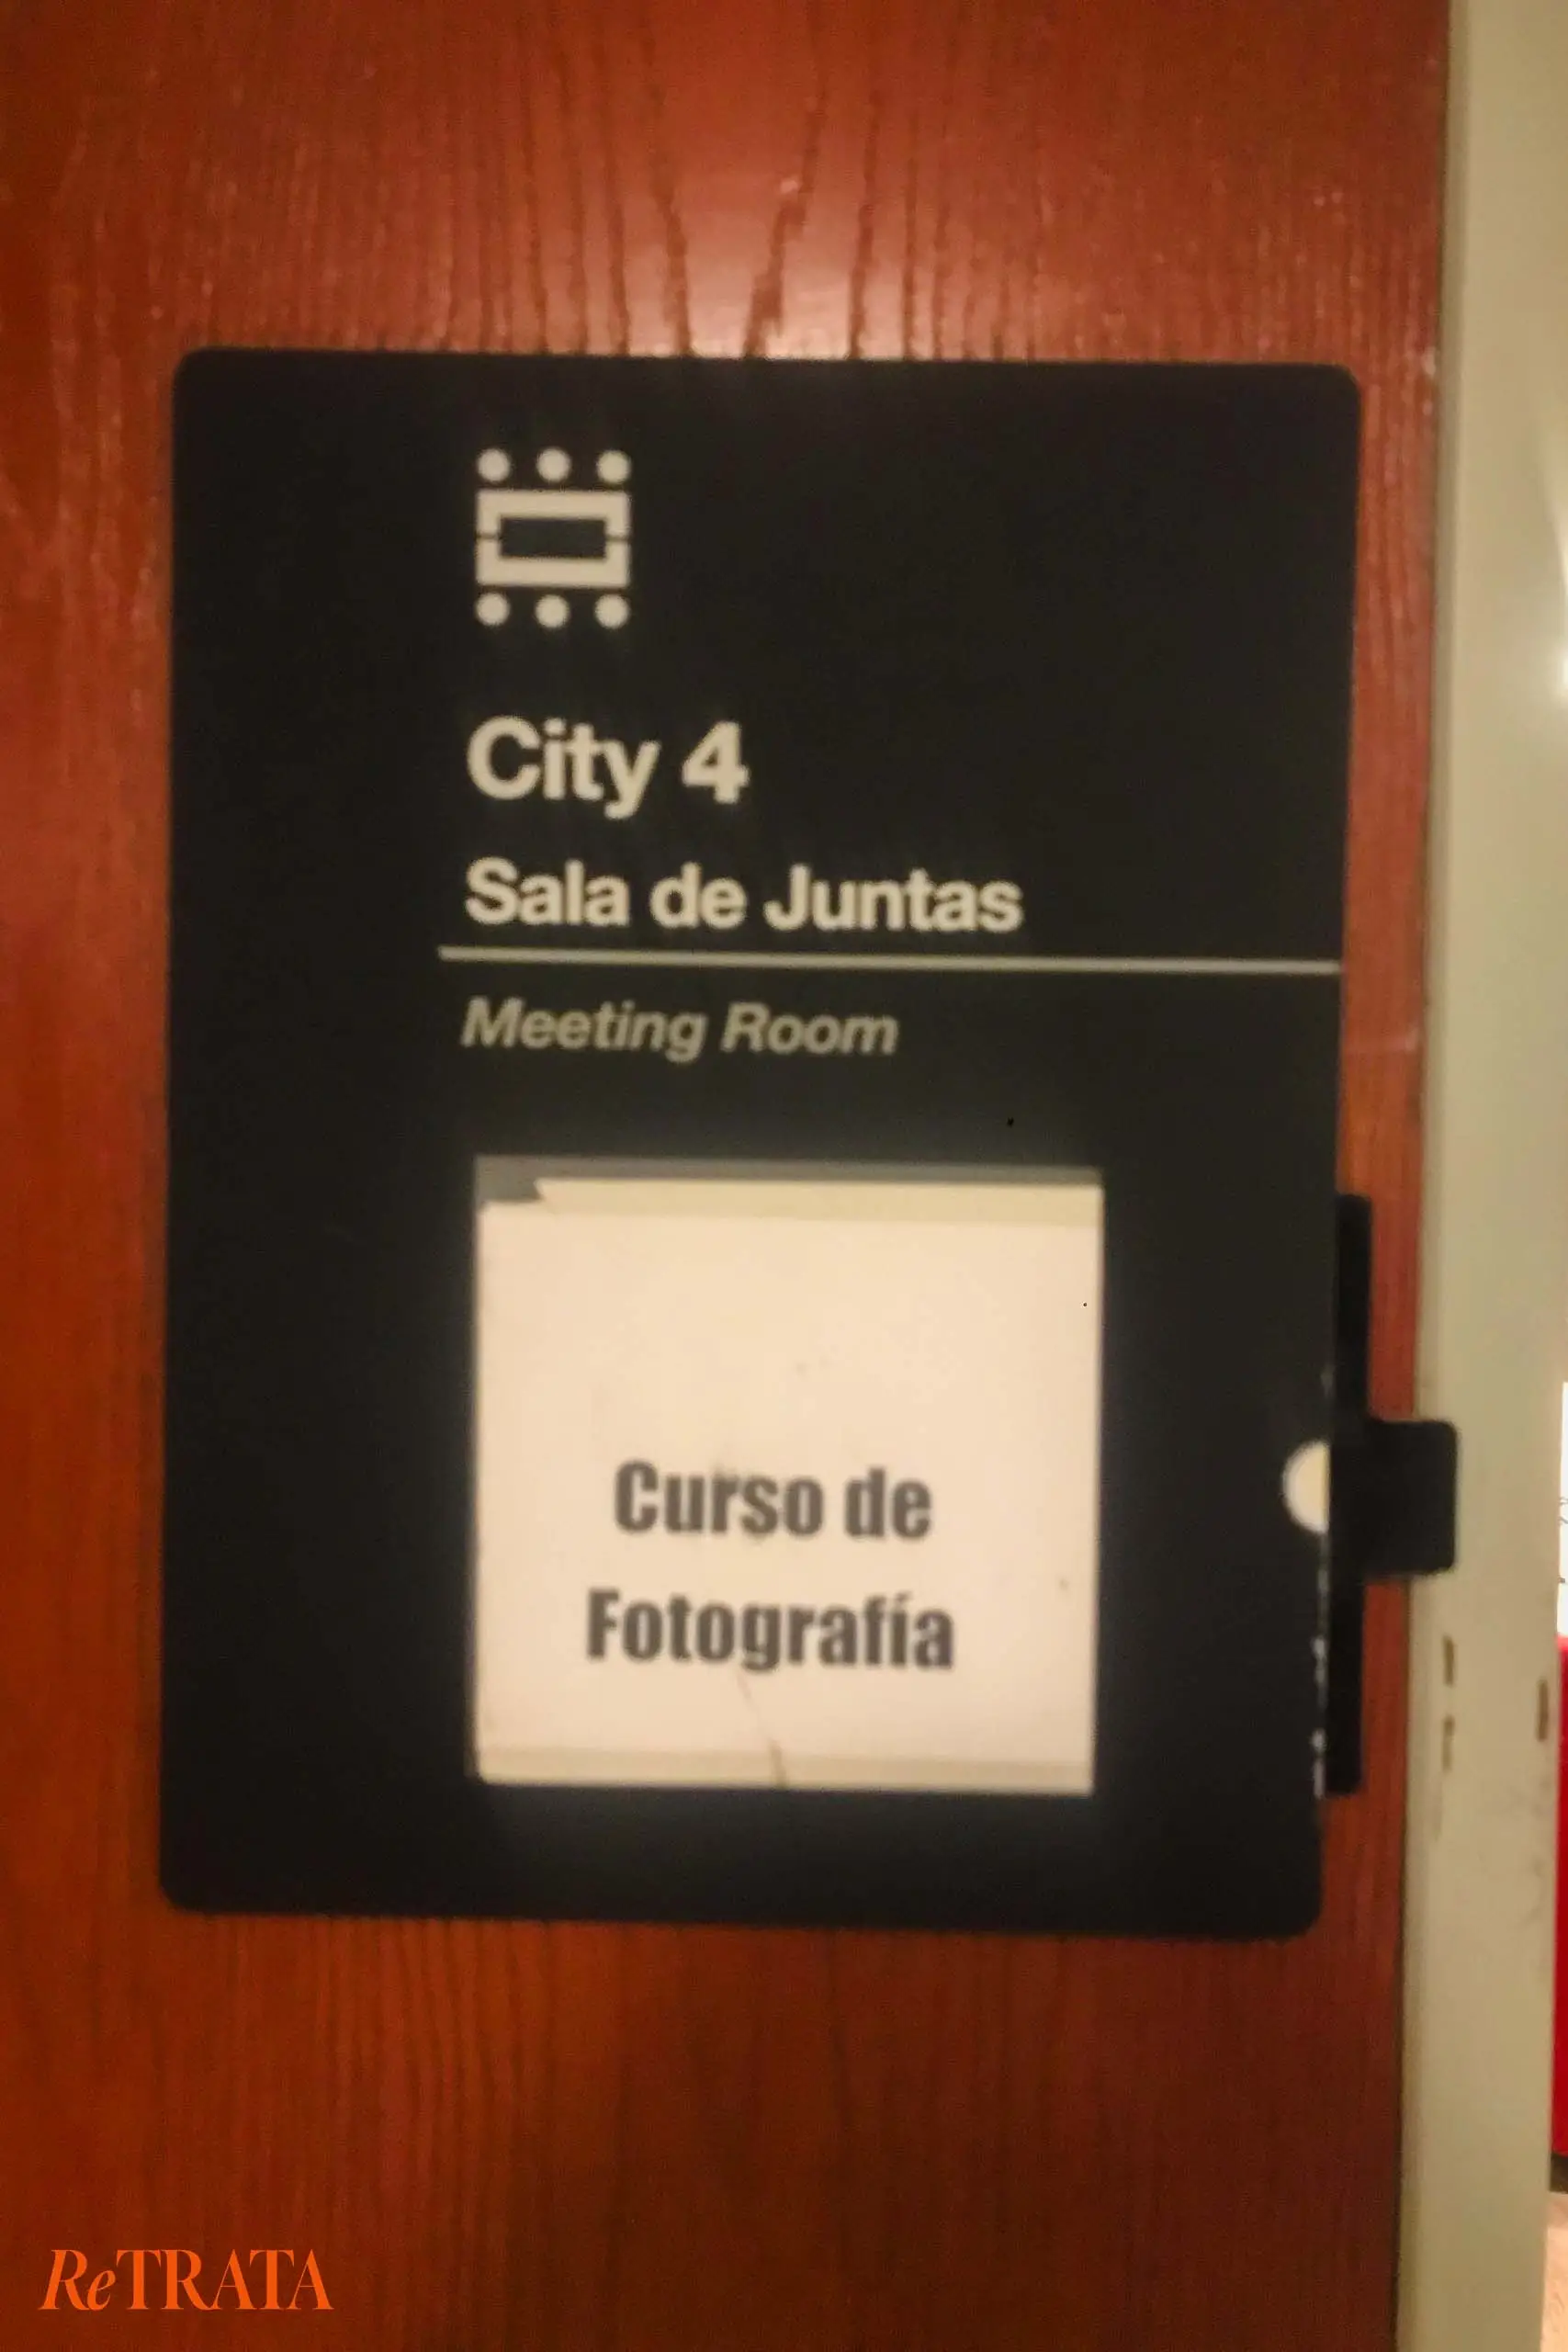 City 4
Sala de Juntas
Meeting Room
Curso de
Fotografía
ReTRATA